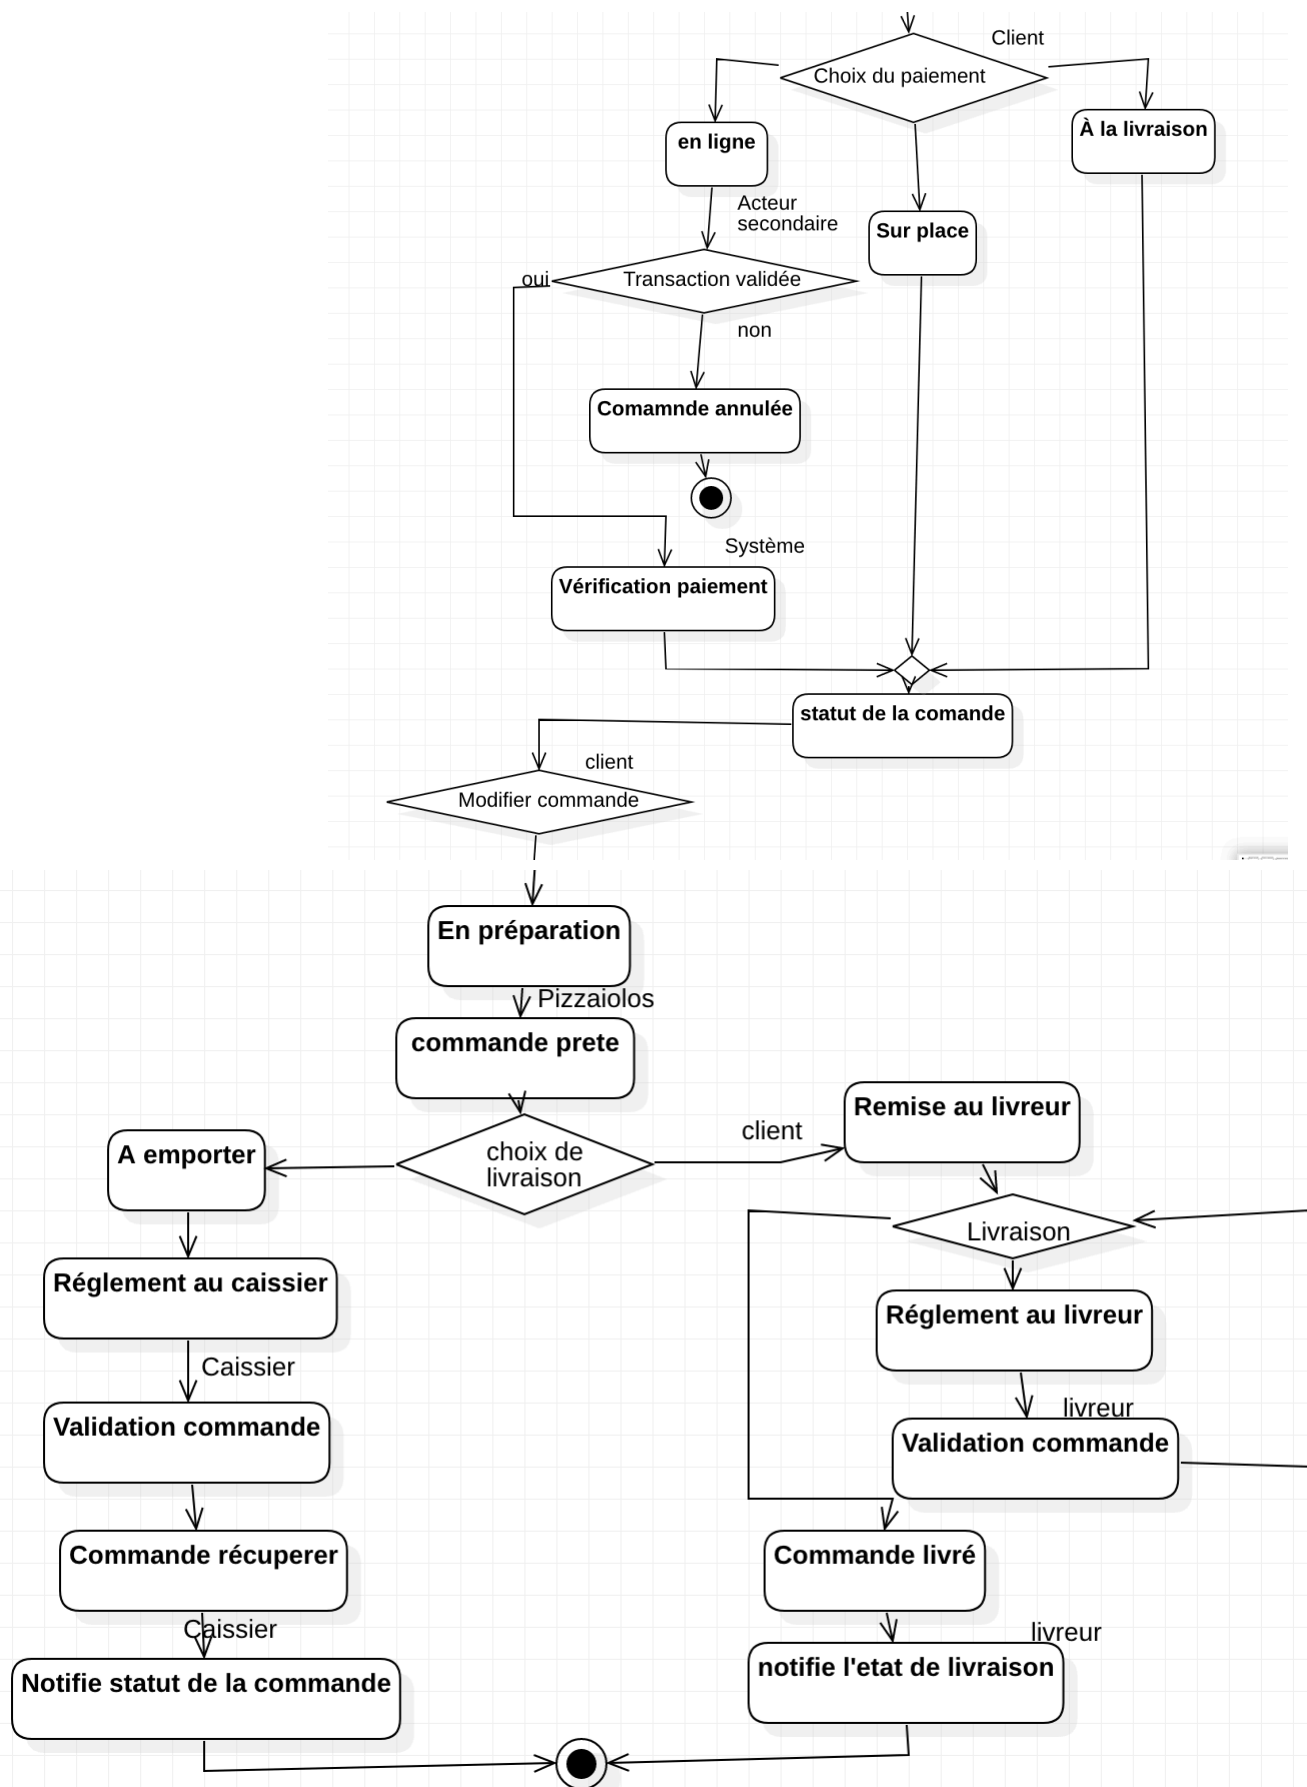 Client
Choix du paiement
À la livraison
en ligne
Acteur
secondaire
Sur place
oui
Transaction validée
non
Comamnde annulée
Système
Vérification paiement
statut de la comande
client
Modifier commande
En préparation
Pizzaiolos
commande prete
Remise au livreur
client
choix de
livraison
A emporter
Livraison
Réglement au caissier
Réglement au livreur
Caissier
livreur
Validation commande
Validation commande
Commande récuperer
Commande livré
Caissier
livreur
notifie l'etat de livraison
Notifie statut de la commande